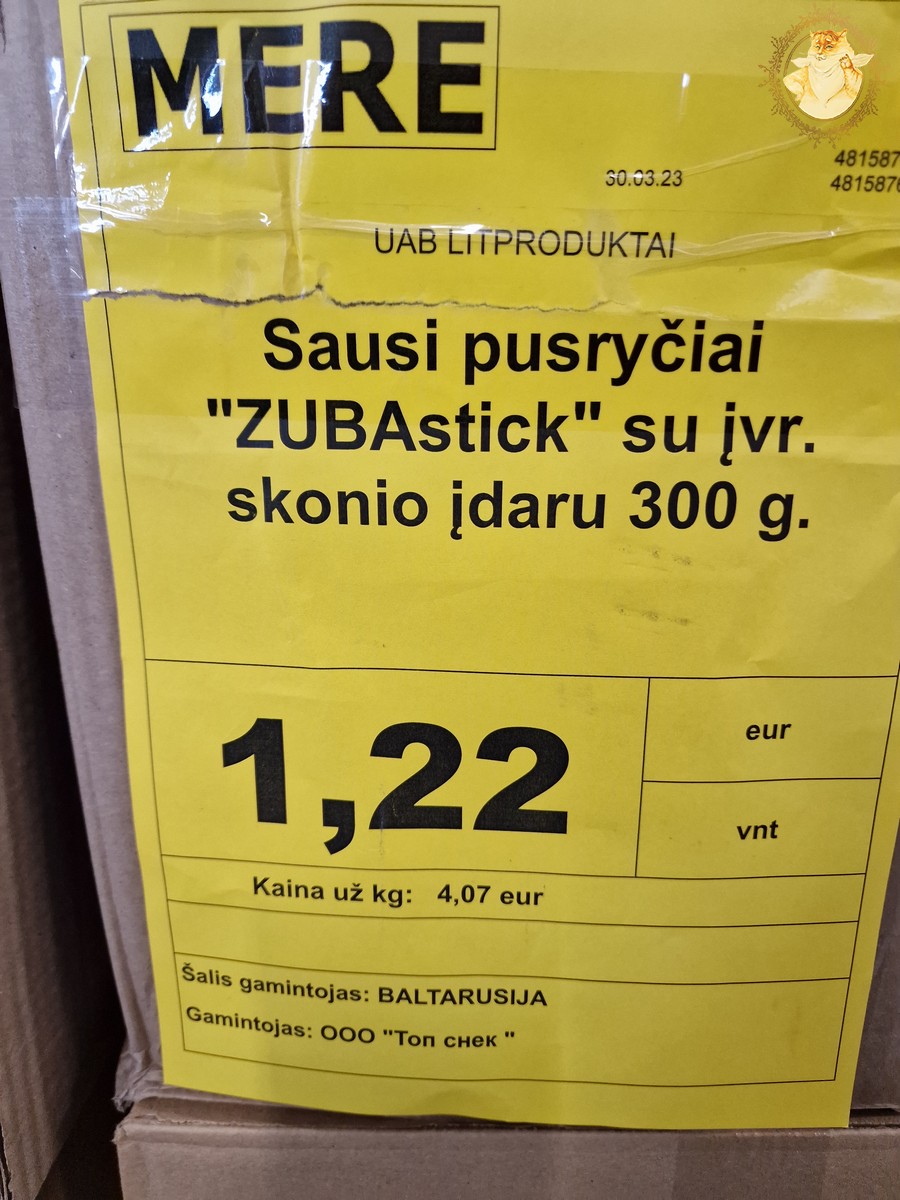 MERE
30.03.23
UAB LITPRODUKTAI
Sausi pusryčiai
"ZUBAstick" su įvr.
skonio įdaru 300 g.
1,22
eur
vnt
Kaina už kg: 4,07 eur
Šalis gamintojas: BALTARUSIJA
Gamintojas: ООО "Топ снек "